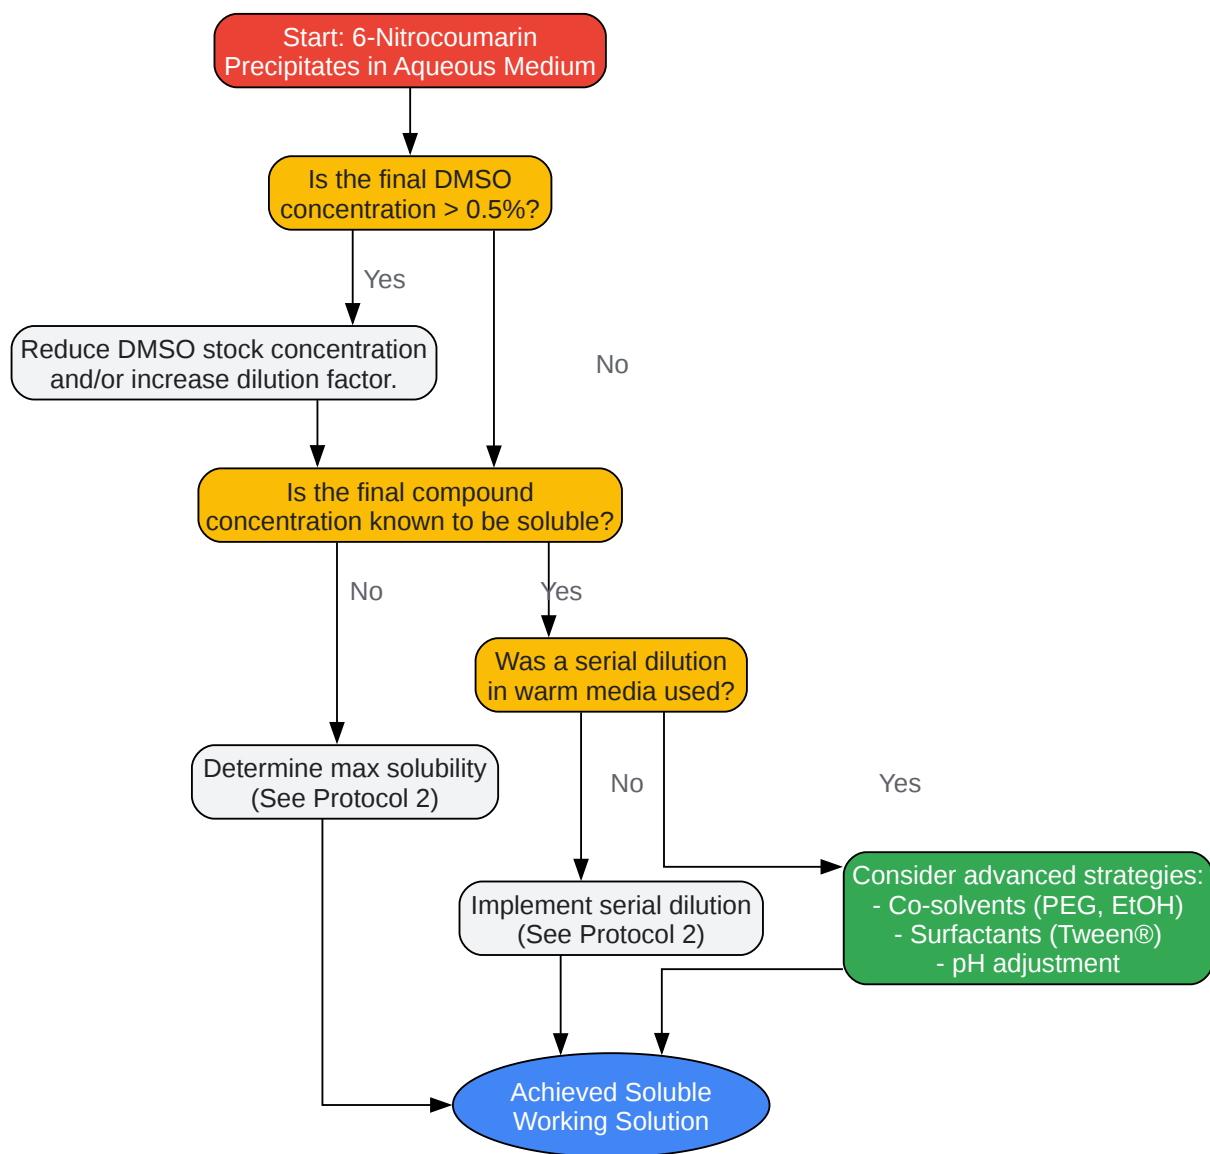 Start: 6-Nitrocoumarin
Precipitates in Aqueous Medium
Is the final DMSO
concentration > 0.5%?
Yes
Reduce DMSO stock concentration
and/or increase dilution factor.
No
Is the final compound
concentration known to be soluble?
No
Yes
Was a serial dilution
in warm media used?
Determine max solubility
(See Protocol 2)
No
Yes
Implement serial dilution
(See Protocol 2)
Consider advanced strategies:
- Co-solvents (PEG, EtOH)
- Surfactants (Tween®)
- pH adjustment
Achieved Soluble
Working Solution